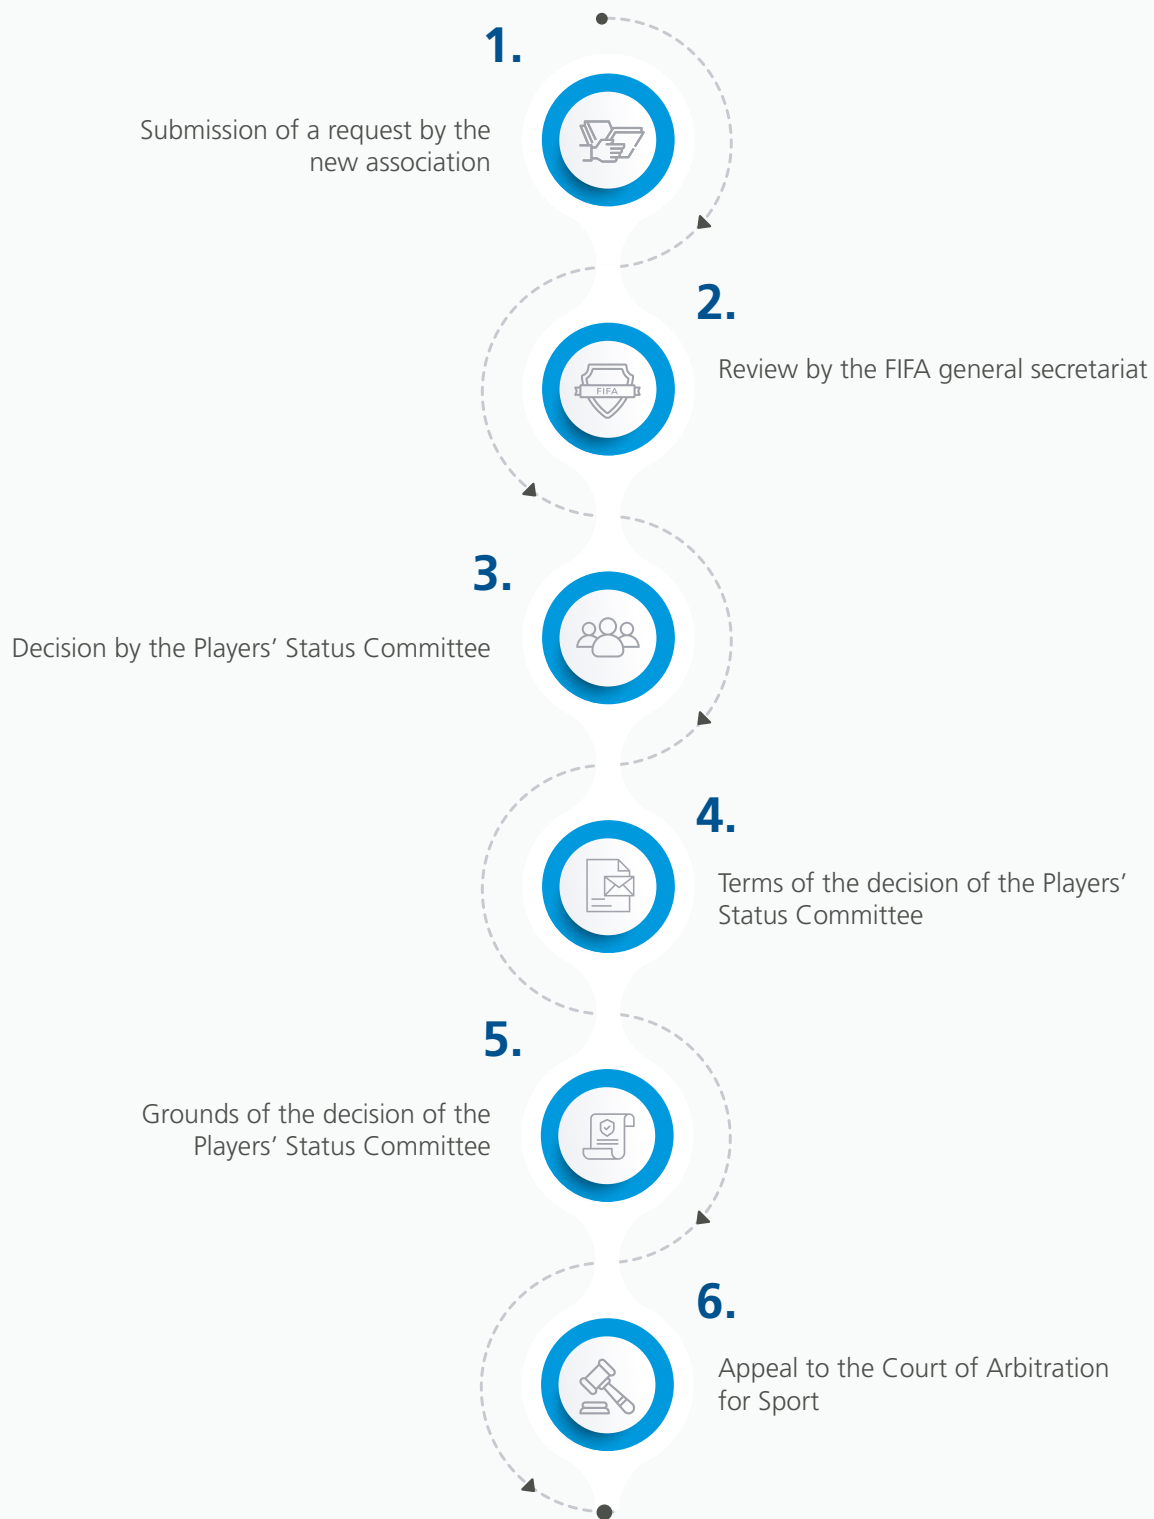 1.
Submission of a request by the
new association
2.
Review by the FIFA general secretariat
FIFA
3.
Decision by the Players’ Status Committee
4.
Terms of the decision of the Players’
Status Committee
5.
Grounds of the decision of the
Players’ Status Committee
6.
Appeal to the Court of Arbitration
for Sport